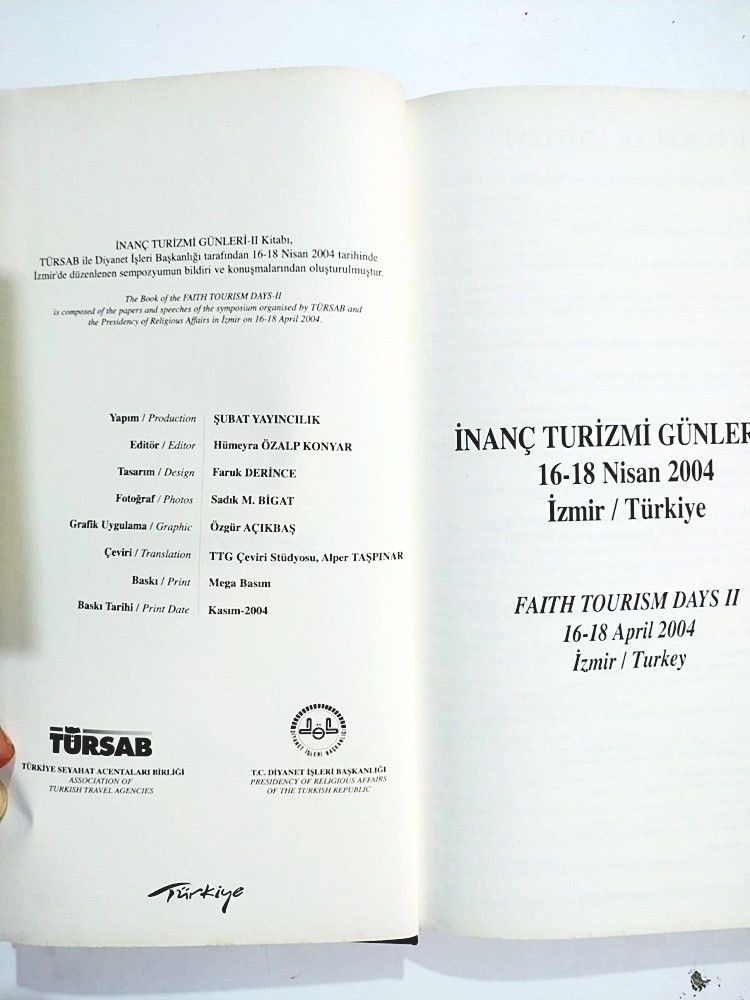 İNANÇ TURİZMİ GÜNLERİ-II Kitabı,
TÜRSAB ile Diyanet İşleri Başkanlığı tarafından 16-18 Nisan 2004 tarihinde
İzmir'de düzenlenen sempozyumun bildiri ve konuşmalarından oluşturulmuştur.
The Book of the FAITH TOURISM DAYS-II
is composed of the papers and speeches of the symposium organised by TÜRSAB and
the Presidency of Religious Affairs in İzmir on 16-18 April 2004.
Yapım / Production ŞUBAT YAYINCILIK
Editör / Editor Hümeyra ÖZALP KONYAR
Tasarım / Design Faruk DERİNCE
Fotoğraf / Photos Sadık M. BİGAT
Grafik Uygulama / Graphic Özgür AÇIKBAŞ
Çeviri / Translation TTG Çeviri Stüdyosu, Alper TAŞPINAR
Baskı / Print Mega Basım
Baskı Tarihi / Print Date Kasım-2004
TÜRSAB
TÜRKİYE SEYAHAT ACENTALARI BİRLİĞİ
ASSOCIATION OF
TURKISH TRAVEL AGENCIES
DİYANET İŞLERİ BAŞKANLIĞI
T.C. DİYANET İŞLERİ BAŞKANLIĞI
PRESIDENCY OF RELIGIOUS AFFAIRS
OF THE TURKISH REPUBLIC
Türkiye
İNANÇ TURİZMİ GÜNLER
16-18 Nisan 2004
İzmir / Türkiye
FAITH TOURISM DAYS II
16-18 April 2004
İzmir / Turkey